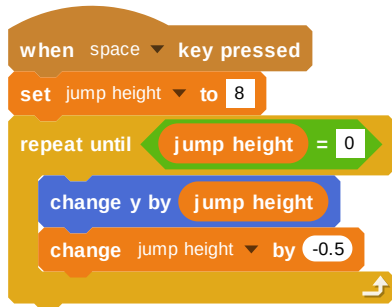 when space key pressed
set jump height to 8
repeat until jump height = 0
change y by jump height
change jump height by -0.5